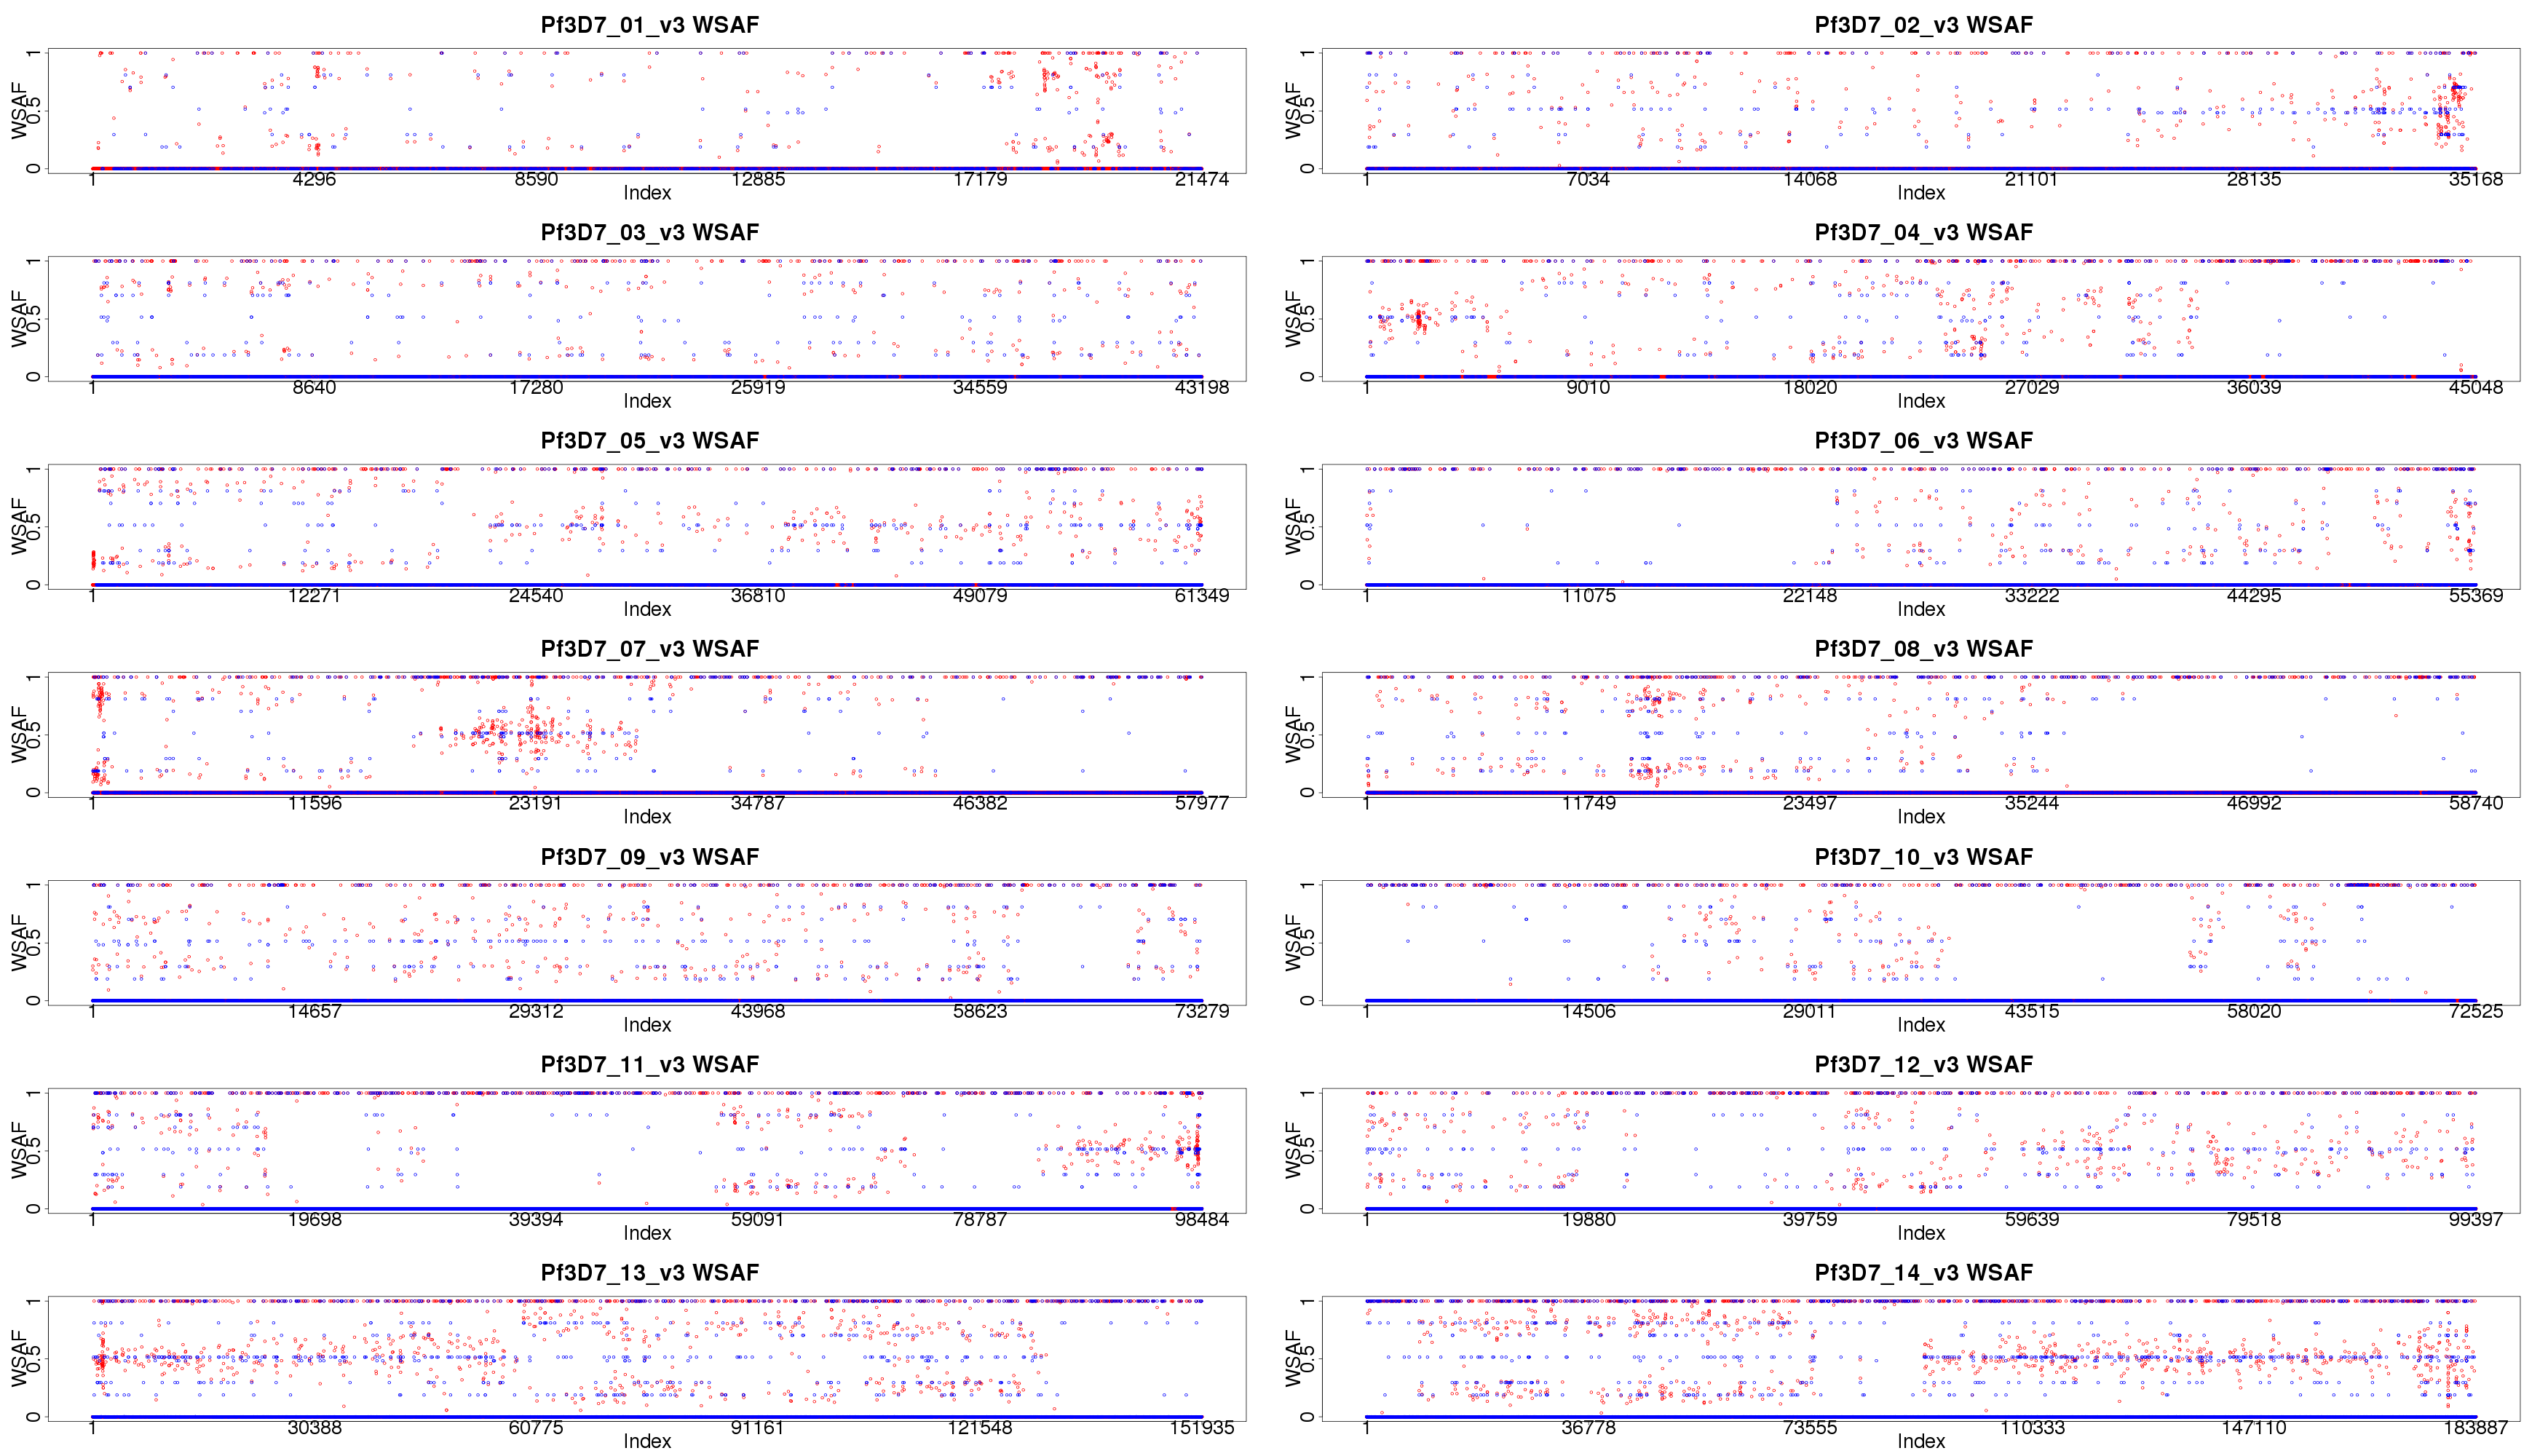 Pf3D7_01_v3 WSAF
WSAF
1
0.5
0
1 4296 8590 12885 17179 21474
Index
Pf3D7_02_v3 WSAF
WSAF
1
0.5
0
1 7034 14068 21101 28135 35168
Index
Pf3D7_03_v3 WSAF
WSAF
1
0.5
0
1 8640 17280 25919 34559 43198
Index
Pf3D7_04_v3 WSAF
WSAF
1
0.5
0
1 9010 18020 27029 36039 45048
Index
Pf3D7_05_v3 WSAF
WSAF
1
0.5
0
1 12271 24540 36810 49079 61349
Index
Pf3D7_06_v3 WSAF
WSAF
1
0.5
0
1 11075 22148 33222 44295 55369
Index
Pf3D7_07_v3 WSAF
WSAF
1
0.5
0
1 11596 23191 34787 46382 57977
Index
Pf3D7_08_v3 WSAF
WSAF
1
0.5
0
1 11749 23497 35244 46992 58740
Index
Pf3D7_09_v3 WSAF
WSAF
1
0.5
0
1 14657 29312 43968 58623 73279
Index
Pf3D7_10_v3 WSAF
WSAF
1
0.5
0
1 14506 29011 43515 58020 72525
Index
Pf3D7_11_v3 WSAF
WSAF
1
0.5
0
1 19698 39394 59091 78787 98484
Index
Pf3D7_12_v3 WSAF
WSAF
1
0.5
0
1 19880 39759 59639 79518 99397
Index
Pf3D7_13_v3 WSAF
WSAF
1
0.5
0
1 30388 60775 91161 121548 151935
Index
Pf3D7_14_v3 WSAF
WSAF
1
0.5
0
1 36778 73555 110333 147110 183887
Index